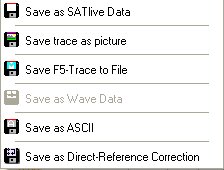 Save as SATlive Data
Save trace as picture
Save F5-Trace to File
Save as Wave Data
Save as ASCII
Save as Direct-Reference Correction